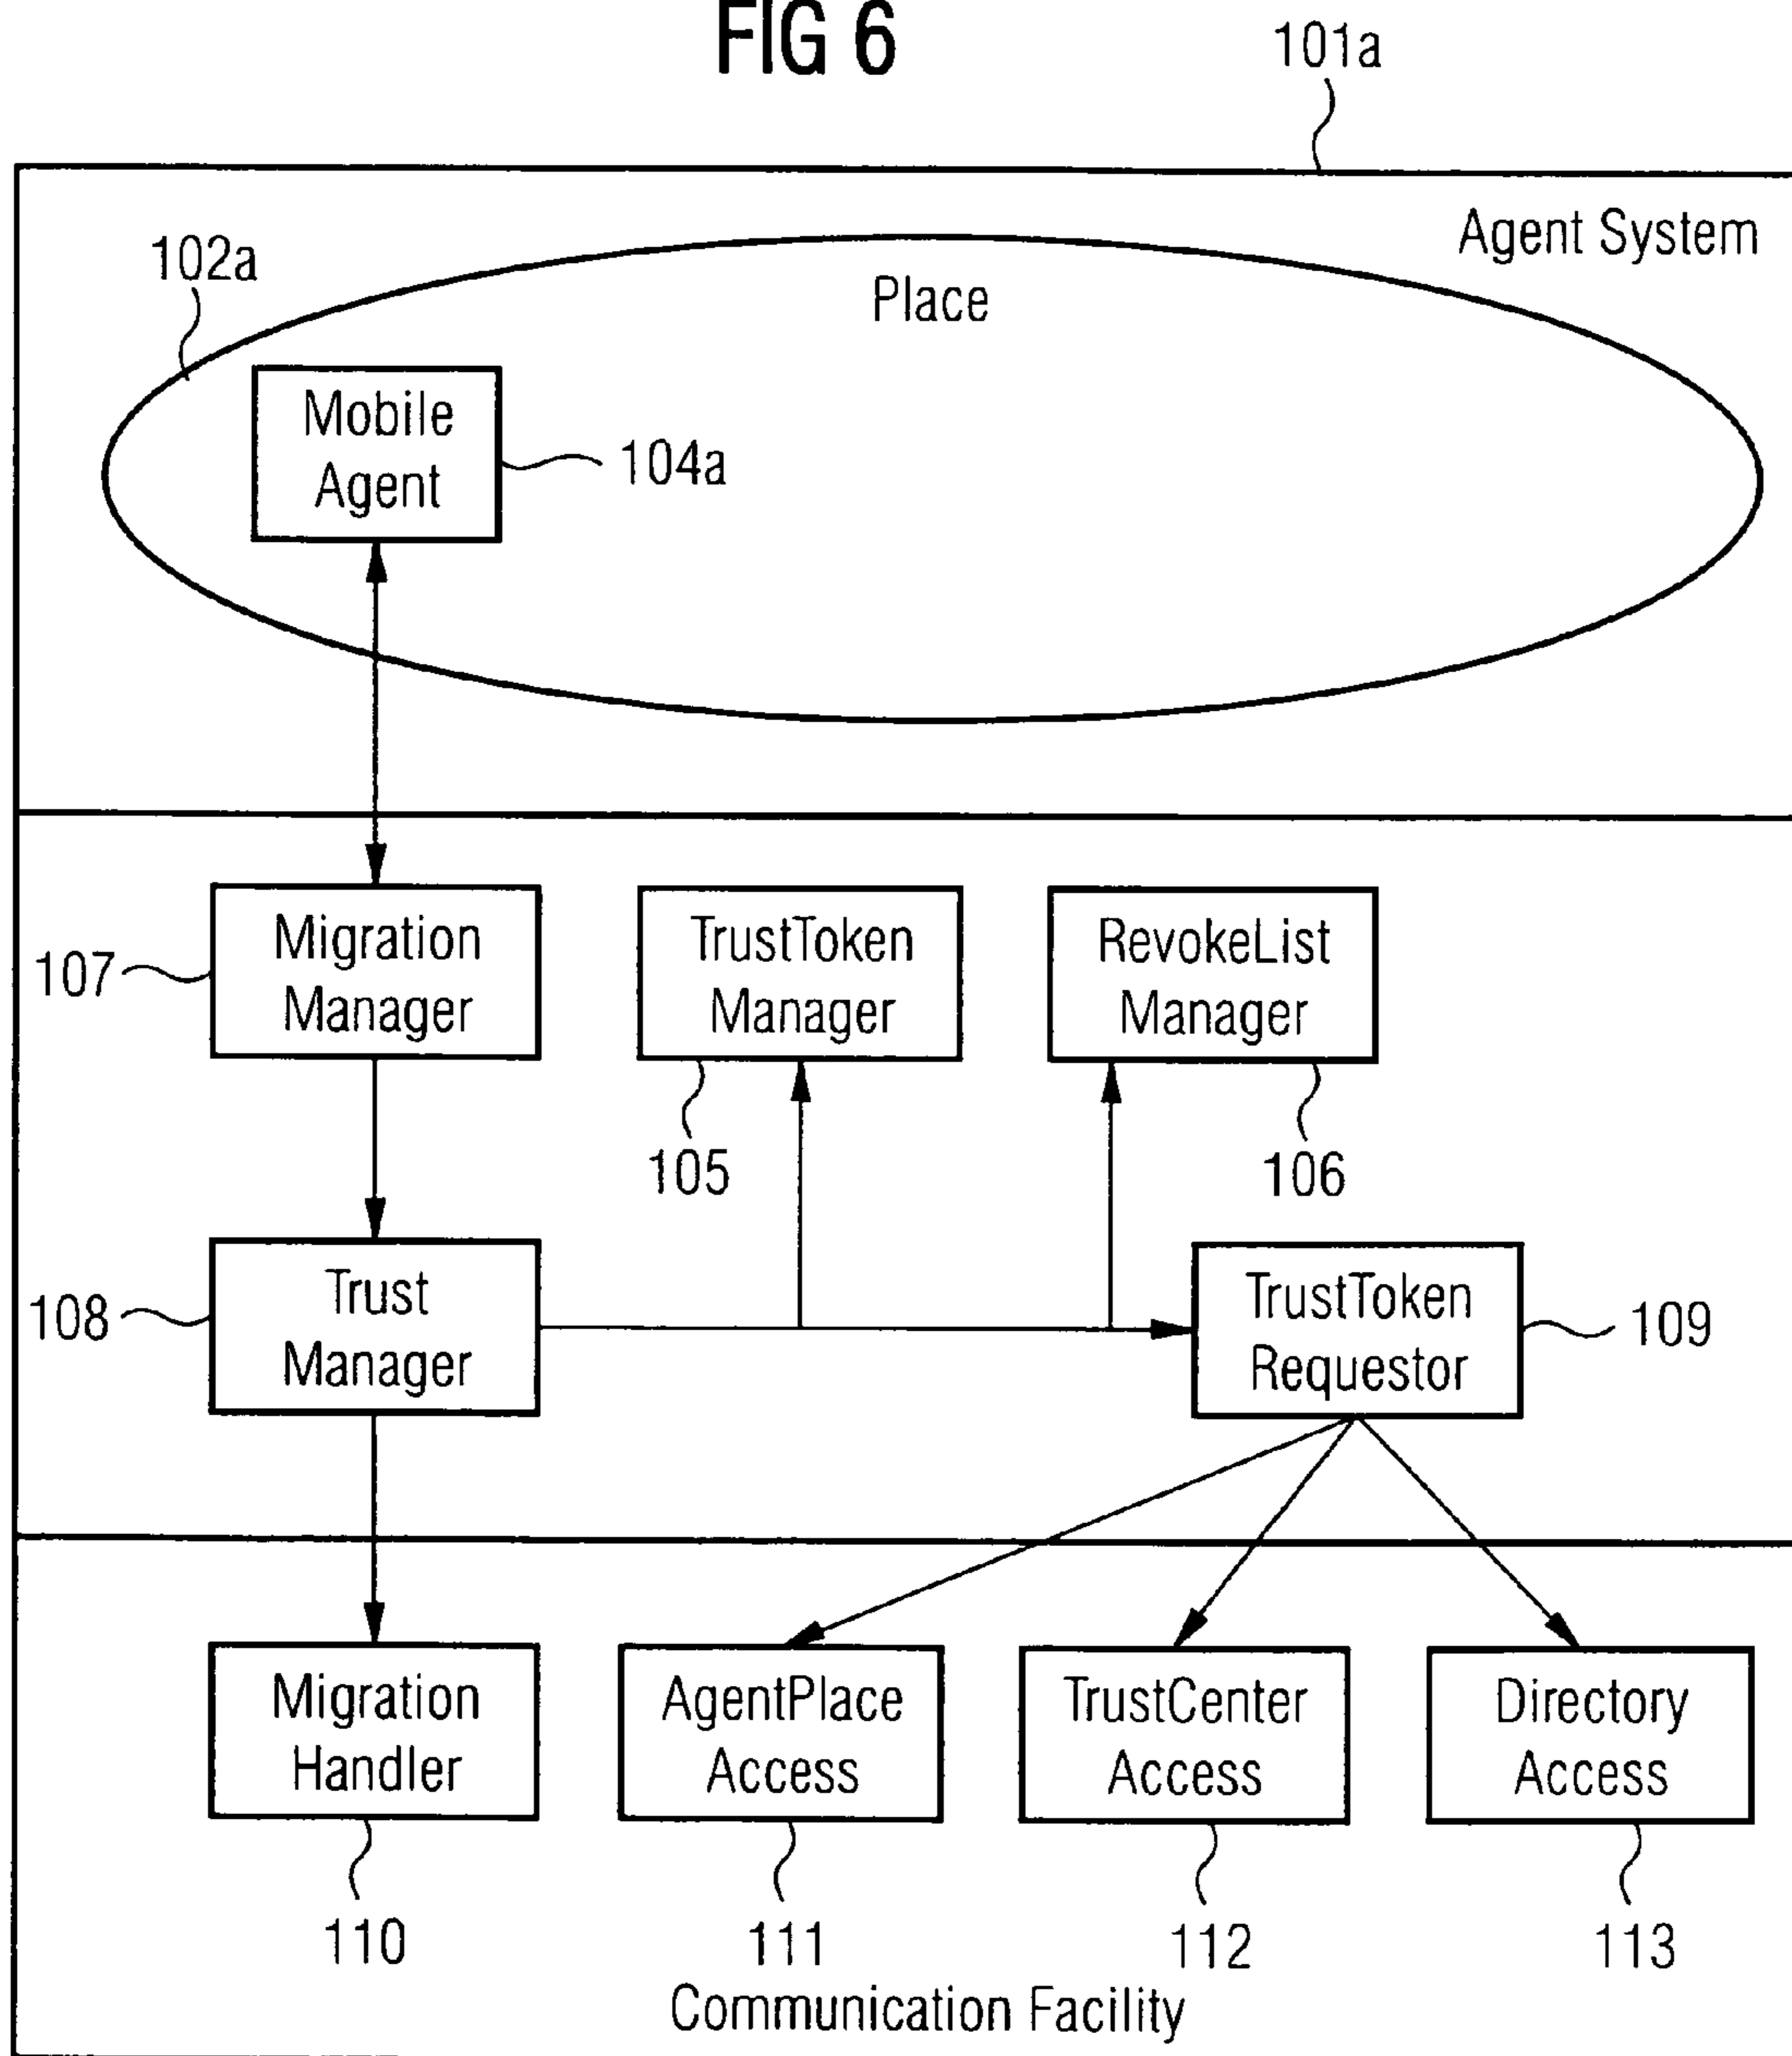 FIG 6
101a
Agent System
102a
Place
Mobile
Agent
104a
107
Migration
Manager
TrustToken
Manager
RevokeList
Manager
105
106
108
Trust
Manager
TrustToken
Requestor
109
Migration
Handler
AgentPlace
Access
TrustCenter
Access
Directory
Access
110
111
112
113
Communication Facility